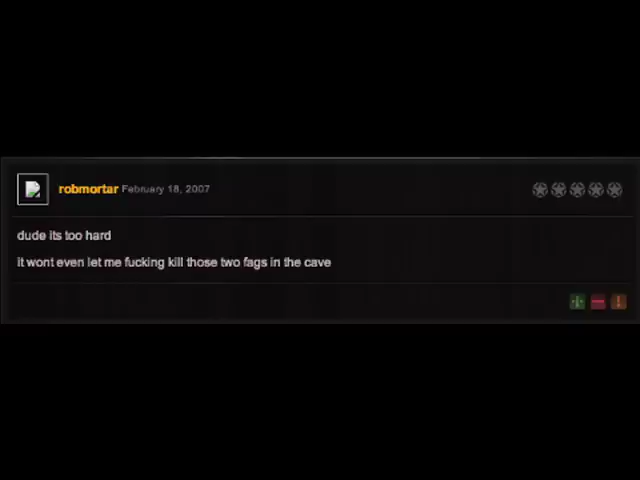 robmortar February 18, 2007
dude its too hard
it wont even let me fucking kill those two fags in the cave